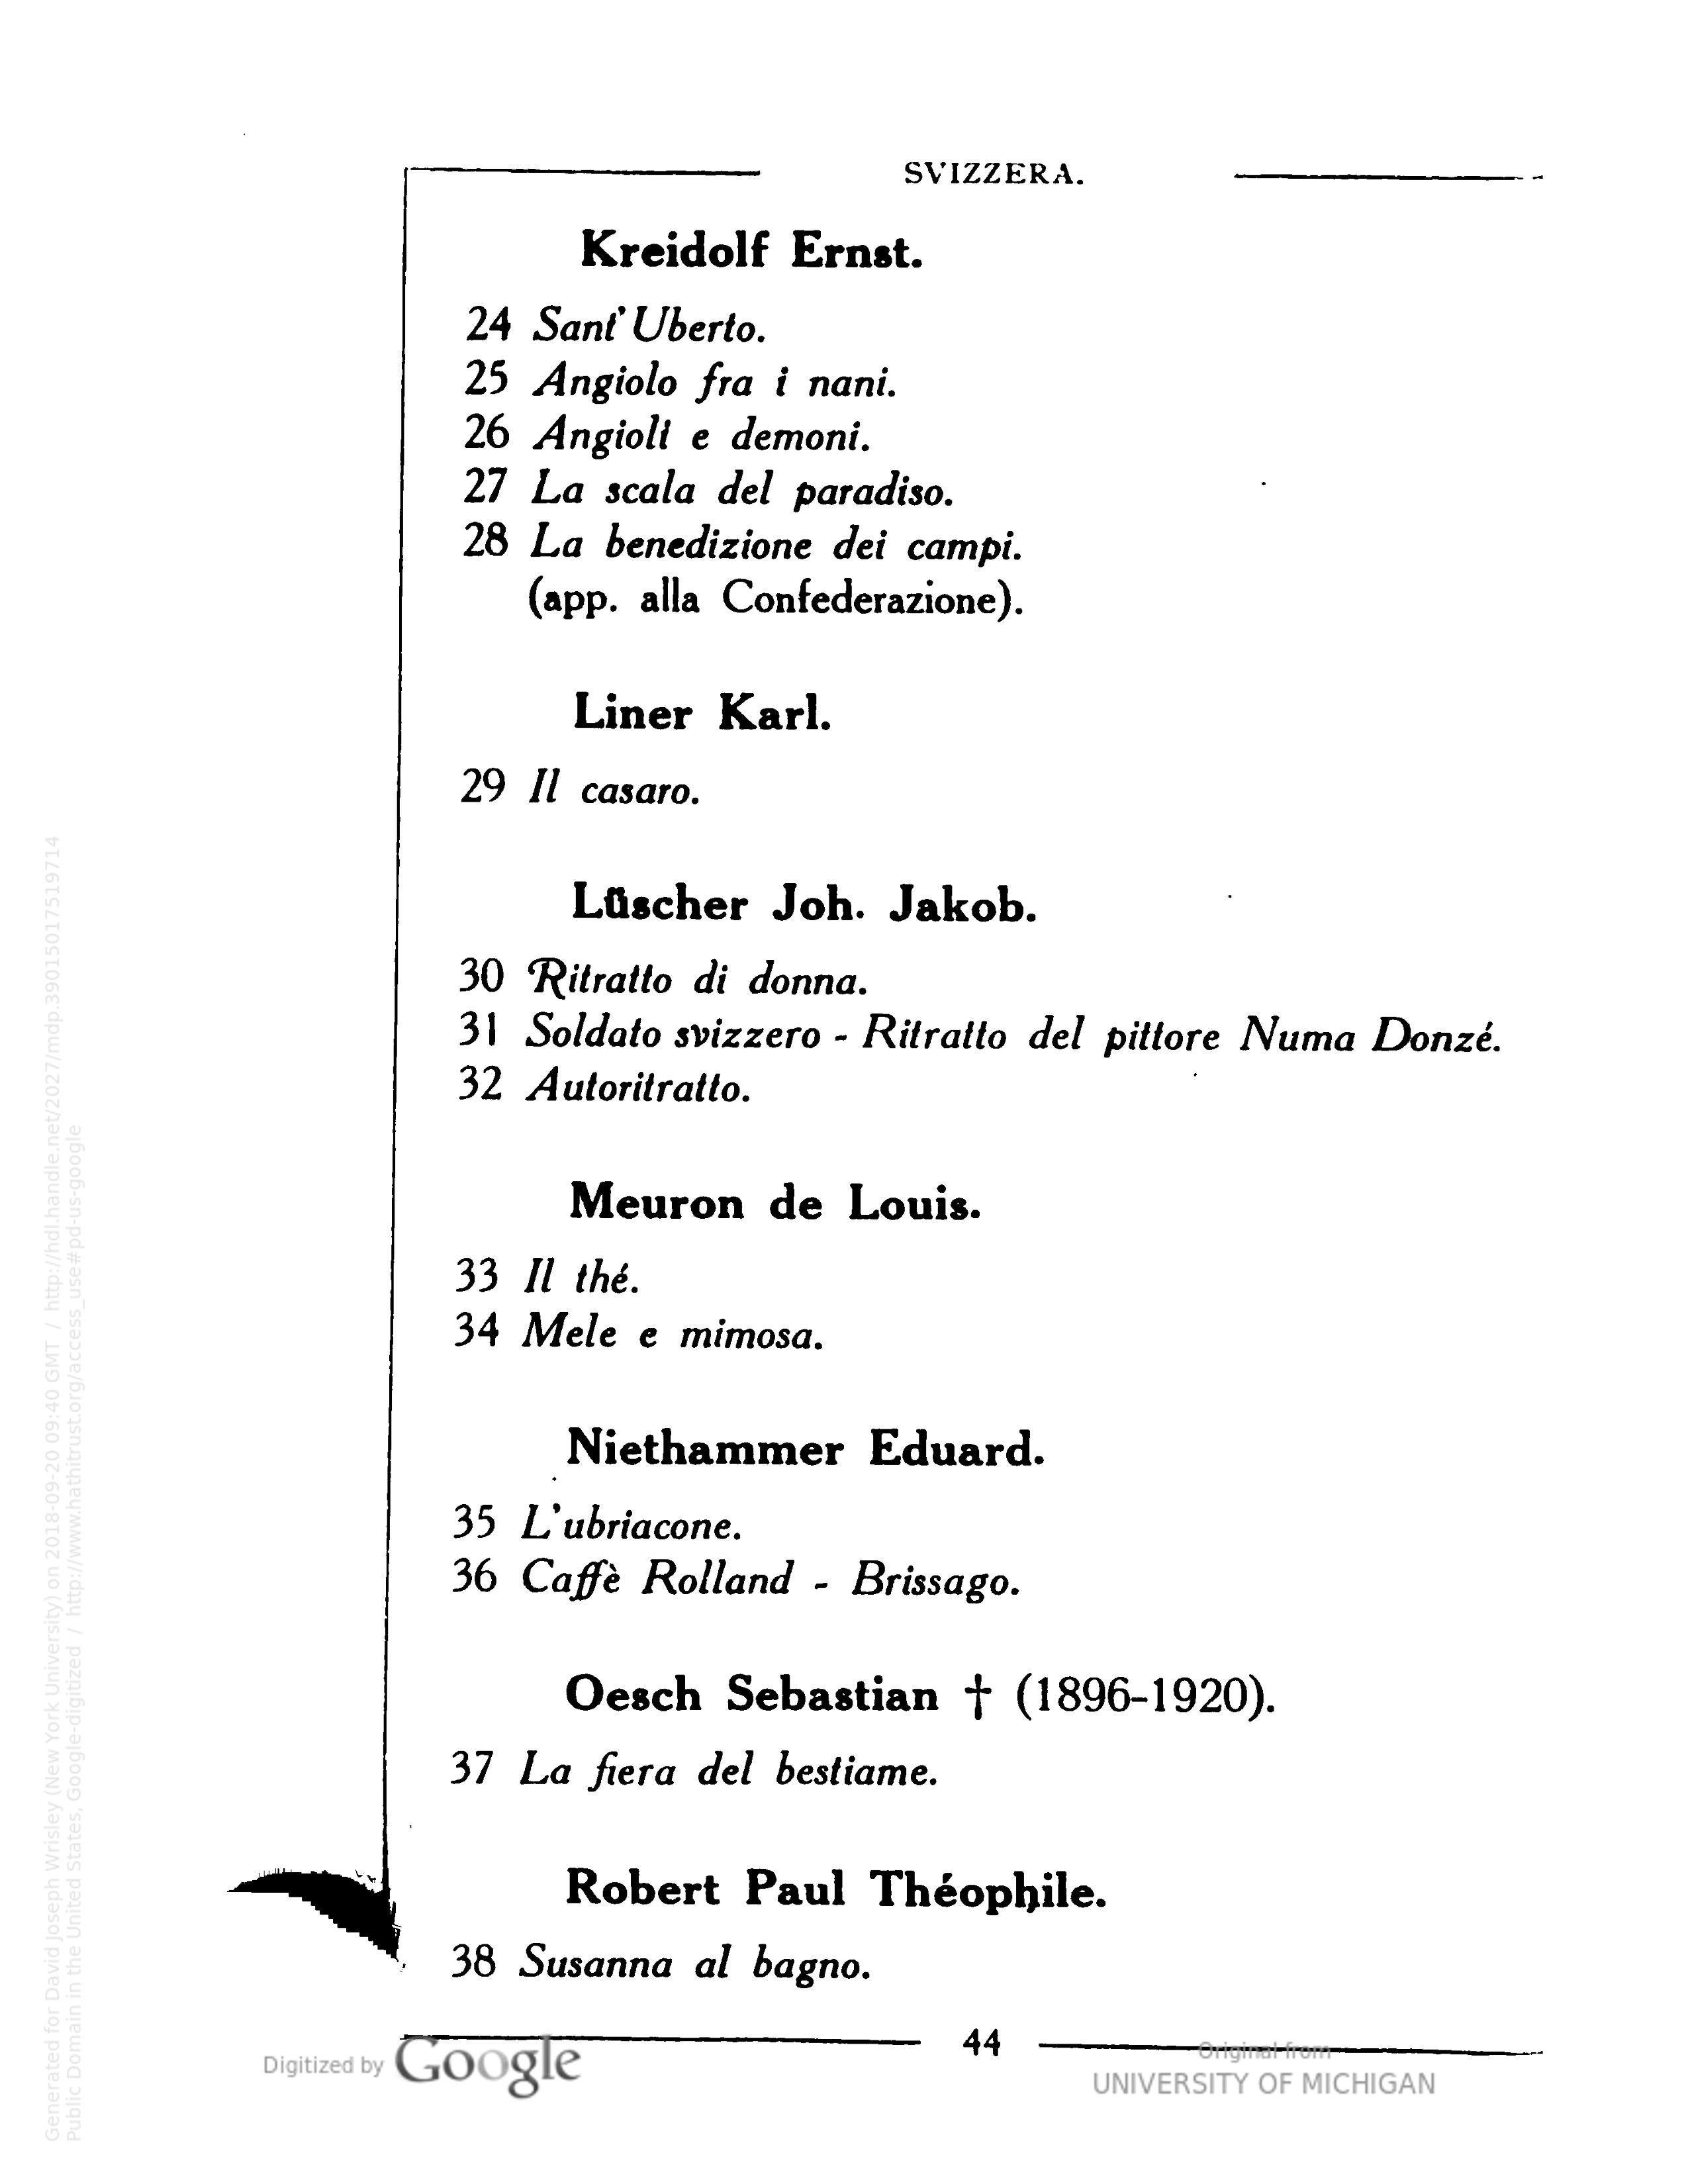 SVIZZERA.
Kreidolf Ernst.
24 Sant' Uberto.
25 Angiolo fra i nani.
26 Angioli e demoni.
27 La scala del paradiso.
28 La benedizione dei campi.
(app. alla Confederazione).
Liner Karl.
29 Il casaro.
Lüscher Joh. Jakob.
30 Ritratto di donna.
31 Soldato svizzero - Ritratto del pittore Numa Donzé.
32 Autoritratto.
Meuron de Louis.
33 Il thé.
34 Mele e mimosa.
Niethammer Eduard.
35 L'ubriacone.
36 Caffè Rolland - Brissago.
Oesch Sebastian † (1896-1920).
37 La fiera del bestiame.
Robert Paul Théophile.
38 Susanna al bagno.
44
Digitized by Google
Original from
UNIVERSITY OF MICHIGAN
Generated for David Joseph Wrisley (New York University) on 2018-09-20 09:40 GMT / http://hdl.handle.net/2027/mdp.39015017519714
Public Domain in the United States, Google-digitized / http://www.hathitrust.org/access_use#pd-us-google